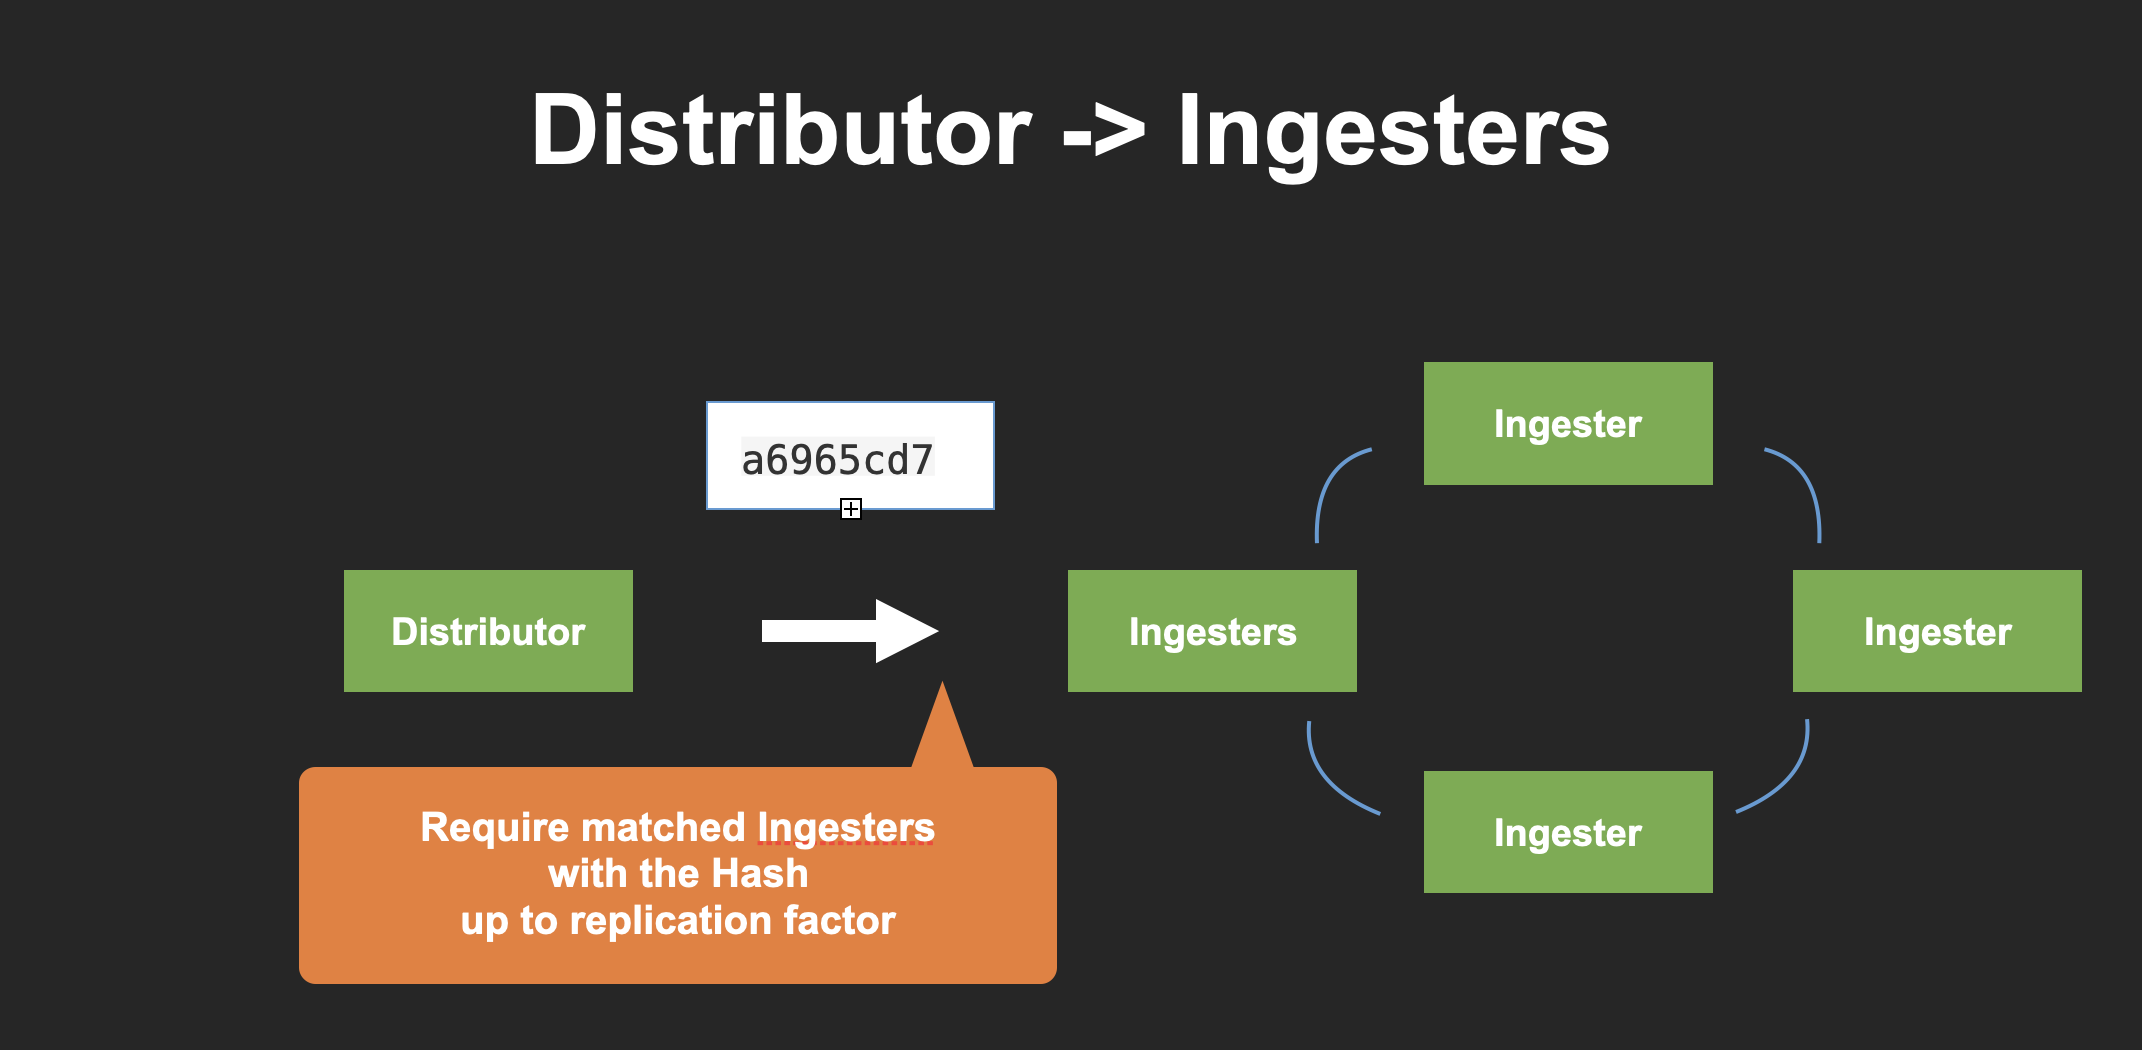 Distributor -> Ingesters
a6965cd7
Ingester
Distributor
Ingesters
Ingester
Require matched Ingesters
with the Hash
up to replication factor
Ingester